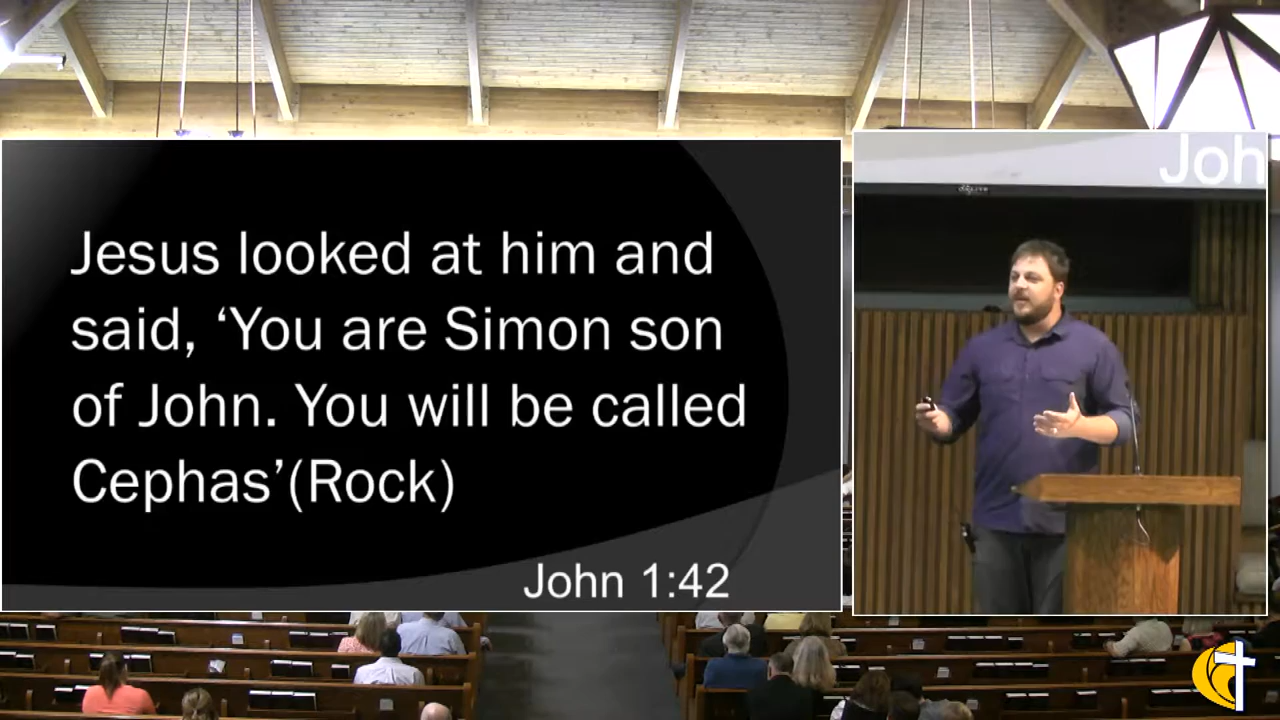 Jesus looked at him and
said, ‘You are Simon son
of John. You will be called
Cephas’(Rock)
John 1:42
Joh